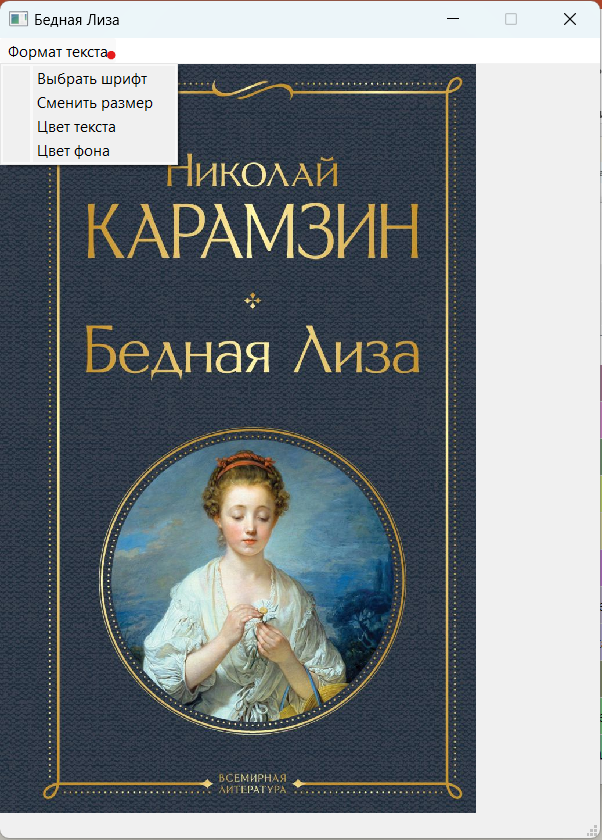 Бедная Лиза
Формат текста
Выбрать шрифт
Сменить размер
Цвет текста
Цвет фона
Николай
КАРАМЗИН
Бедная Лиза
ВСЕМИРНАЯ
ЛИТЕРАТУРА